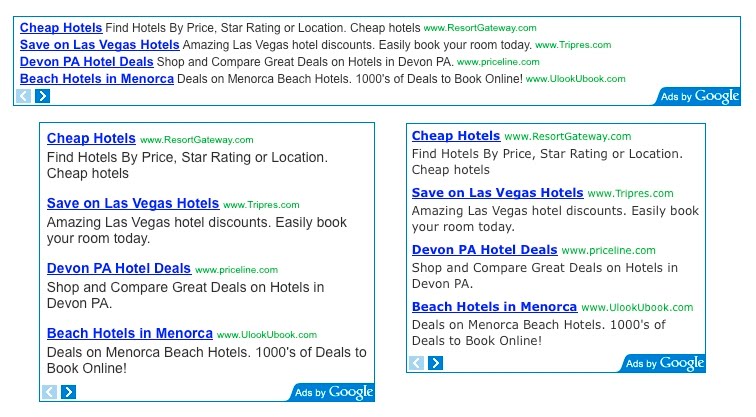 Cheap Hotels Find Hotels By Price, Star Rating or Location. Cheap hotels www.ResortGateway.com
Save on Las Vegas Hotels Amazing Las Vegas hotel discounts. Easily book your room today. www.Tripres.com
Devon PA Hotel Deals Shop and Compare Great Deals on Hotels in Devon PA. www.priceline.com
Beach Hotels in Menorca Deals on Menorca Beach Hotels. 1000's of Deals to Book Online! www.UlookUbook.com
Ads by Google
Cheap Hotels www.ResortGateway.com
Find Hotels By Price, Star Rating or Location.
Cheap hotels
Save on Las Vegas Hotels www.Tripres.com
Amazing Las Vegas hotel discounts. Easily book
your room today.
Devon PA Hotel Deals www.priceline.com
Shop and Compare Great Deals on Hotels in
Devon PA.
Beach Hotels in Menorca www.UlookUbook.com
Deals on Menorca Beach Hotels. 1000's of Deals to
Book Online!
Ads by Google
Cheap Hotels www.ResortGateway.com
Find Hotels By Price, Star Rating or Location.
Cheap hotels
Save on Las Vegas Hotels www.Tripres.com
Amazing Las Vegas hotel discounts. Easily book
your room today.
Devon PA Hotel Deals www.priceline.com
Shop and Compare Great Deals on Hotels in
Devon PA.
Beach Hotels in Menorca www.UlookUbook.com
Deals on Menorca Beach Hotels. 1000's of
Deals to Book Online!
Ads by Google